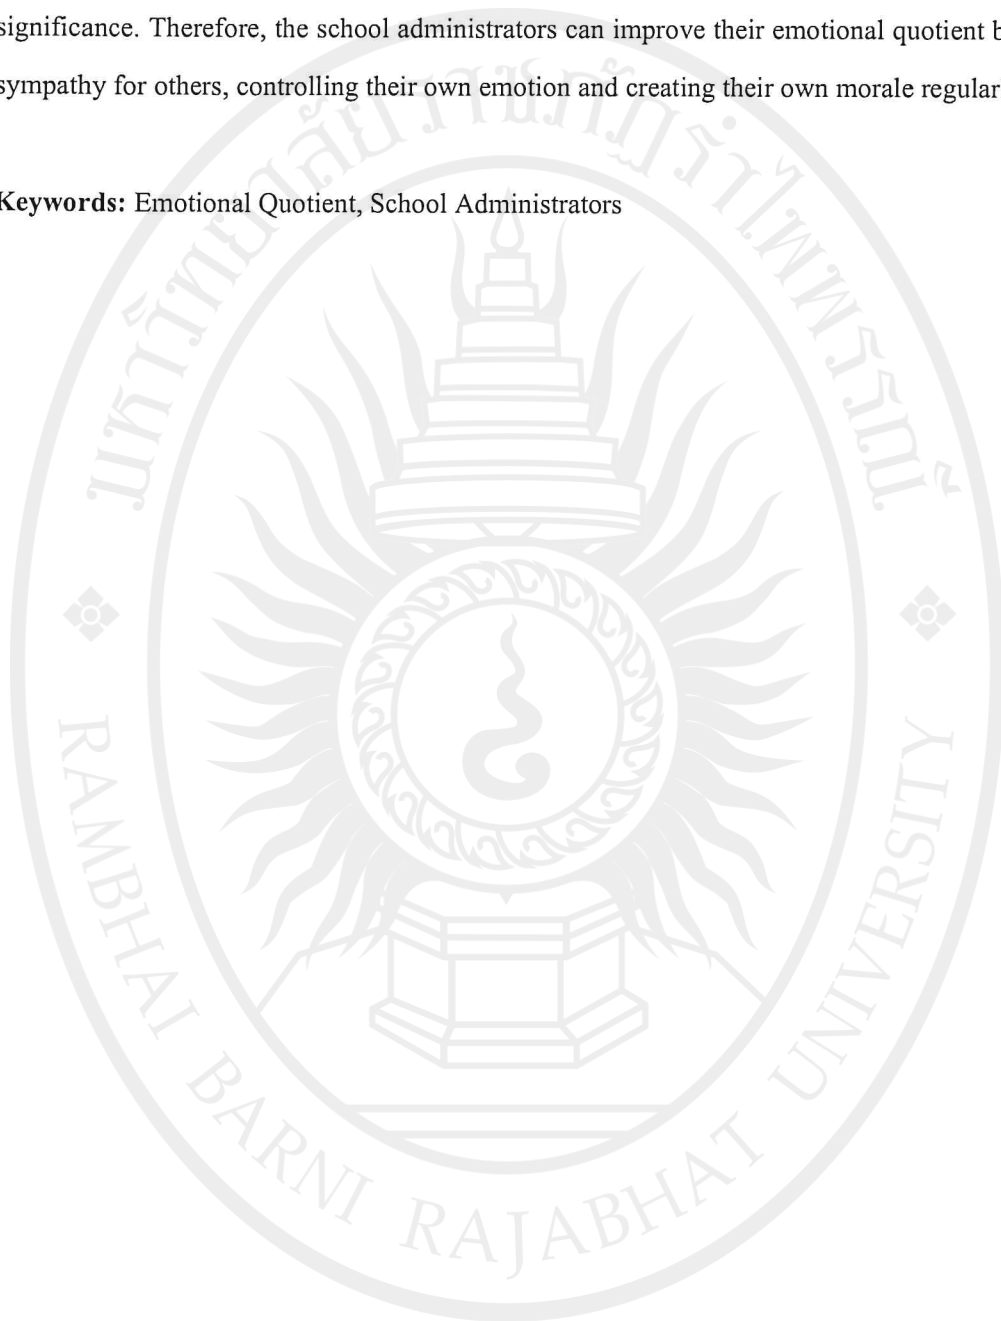 significance. Therefore, the school administrators can improve their emotional quotient b
sympathy for others, controlling their own emotion and creating their own morale regular
Keywords: Emotional Quotient, School Administrators
มหาวิทยาลัยราชภัฏรำไพพรรณี
RAMBHAI BARNI RAJABHAT UNIVERSITY